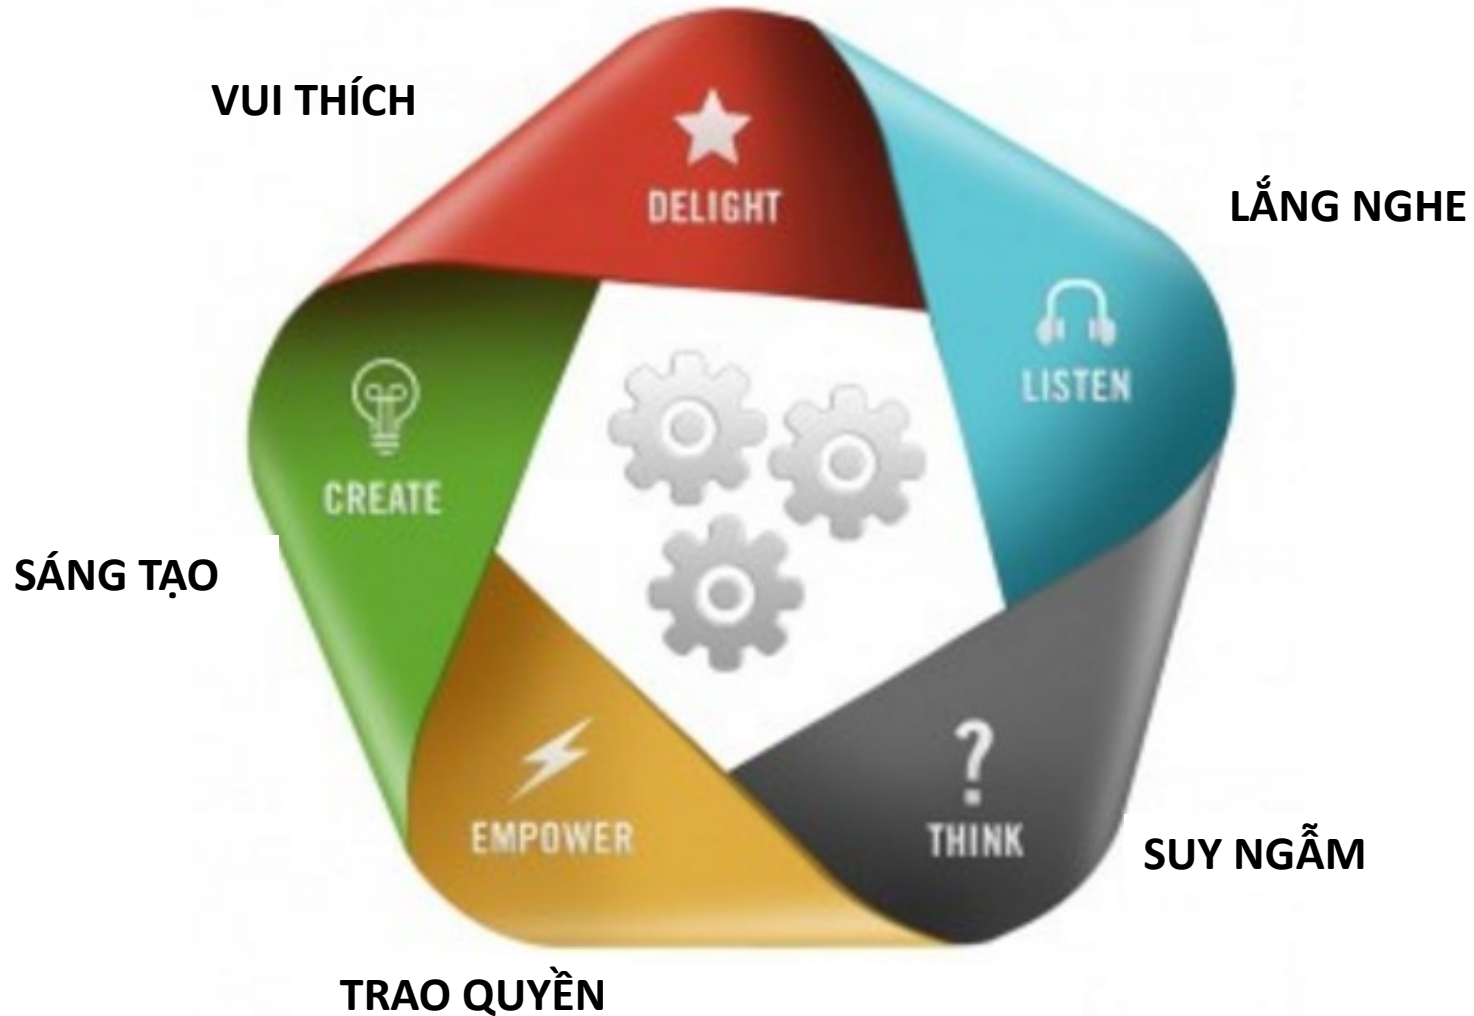 VUI THÍCH
DELIGHT
LẮNG NGHE
LISTEN
CREATE
SÁNG TẠO
EMPOWER
THINK
SUY NGẪM
TRAO QUYỀN